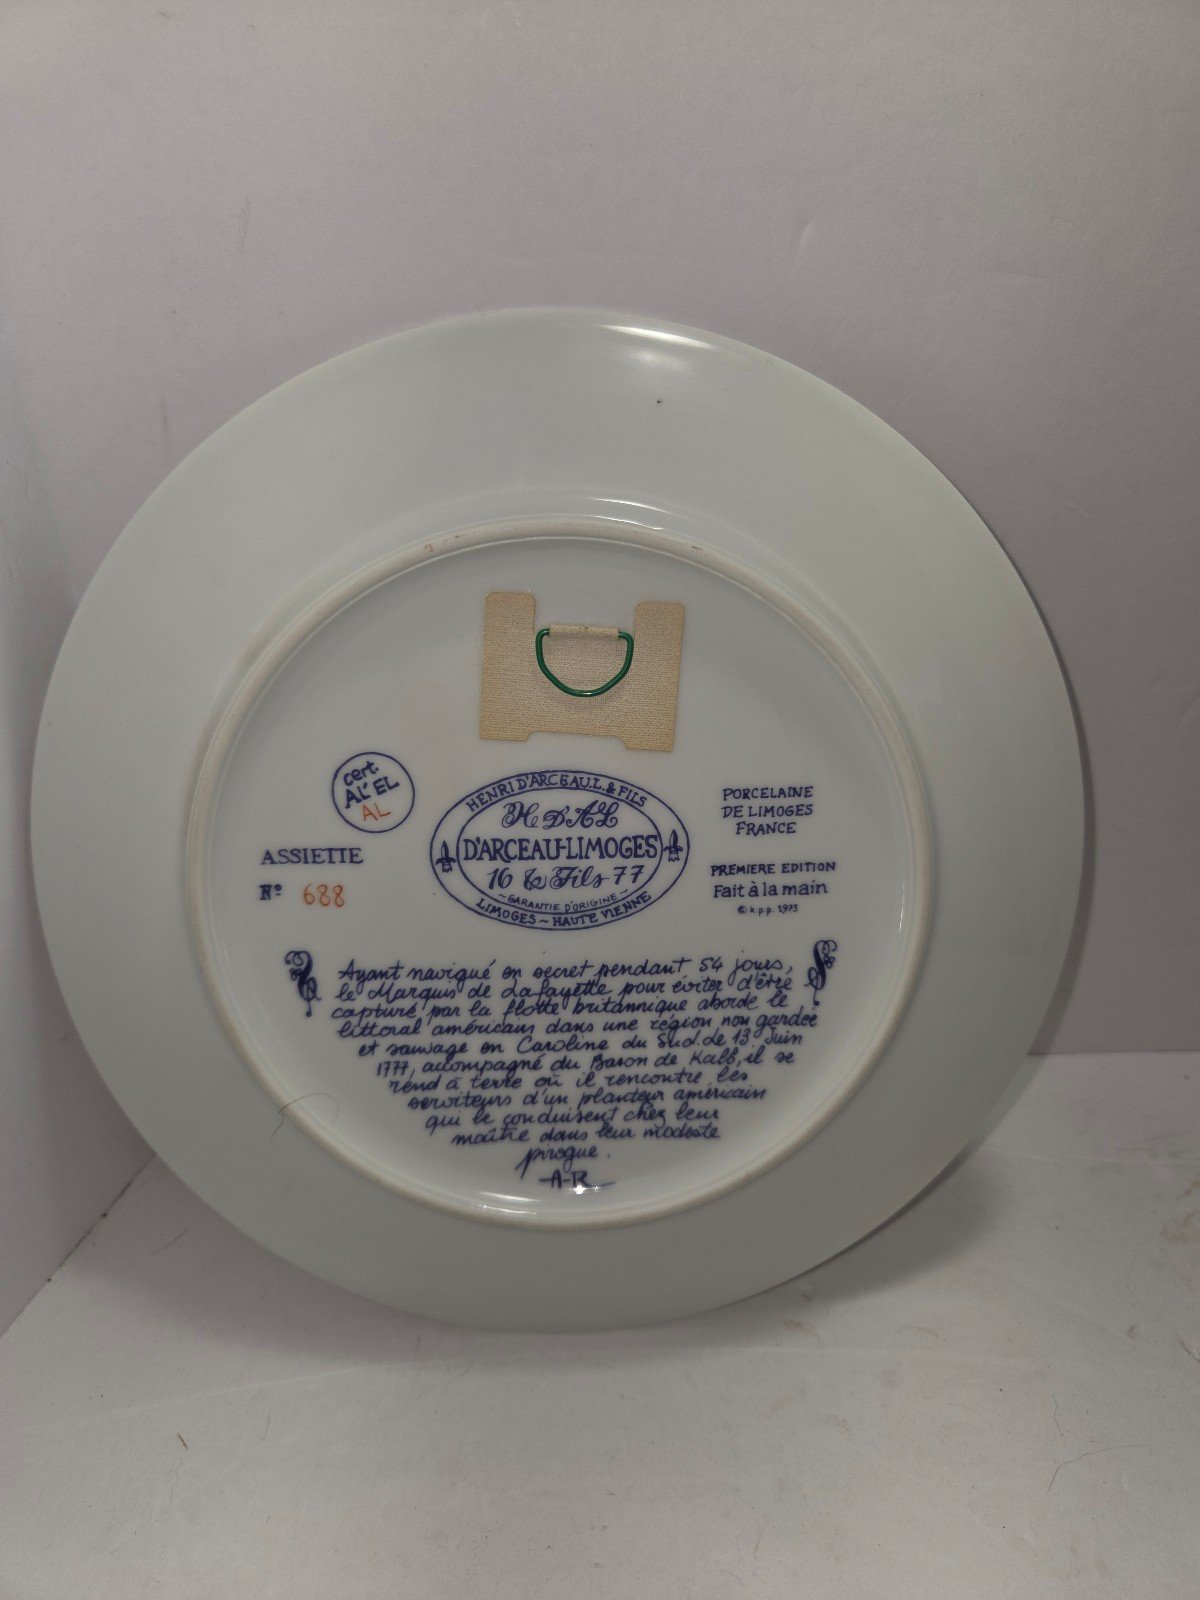 cert
AL' EL
AL
ASSIETTE
Nº 688
HENRI D'ARCEAU.L. & FILS
H D'AL
D'ARCEAU-LIMOGES
16 & Fils 77
~GARANTIE D'ORIGINE~
LIMOGES ~ HAUTE VIENNE
PORCELAINE
DE LIMOGES
FRANCE
PREMIERE EDITION
Fait à la main
© k.p.p. 1973
Ayant navigué en secret pendant 54 jours,
le Marquis de Lafayette pour éviter d'être
capturé par la flotte britannique aborde le
littoral américain dans une région non gardée
et sauvage en Caroline du Sud. Le 13 Juin
1777, accompagné du Baron de Kalb, il se
rend à terre où il rencontre les
serviteurs d'un planteur américain
qui le conduisent chez leur
maître dans leur modeste
pirogue.
A-R